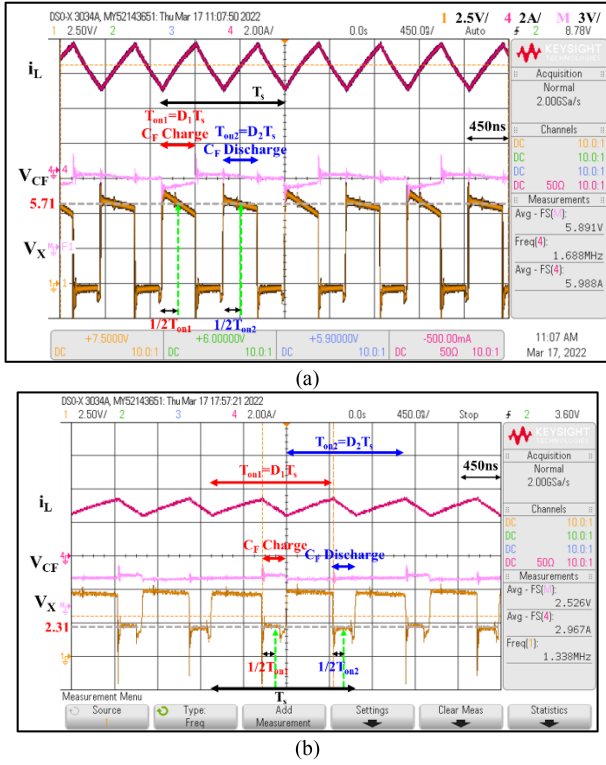 DSO-X 3034A, MY52143651: Thu Mar 17 11:07:50 2022
1 2.5V/ 4 2A/ M 3V/
1 2.50V/ 2 3 4 2.00A/ 0.0s 450.0ns/ Auto 2 8.78V
iL
Ts
Ton1=D1Ts
CF Charge
Ton2=D2Ts
CF Discharge
450ns
VCF
5.71
VX
1/2Ton1
1/2Ton2
KEYSIGHT
TECHNOLOGIES
Acquisition
Normal
2.00GSa/s
Channels
DC 10.0:1
DC 10.0:1
DC 10.0:1
DC 50Ω 10.0:1
Measurements
Avg - FS(M):
5.891V
Freq(4):
1.688MHz
Avg - FS(4):
5.988A
+7.5000V
DC 10.0:1
+6.00000V
DC 10.0:1
+5.90000V
DC 10.0:1
-500.00mA
DC 50Ω 10.0:1
11:07 AM
Mar 17, 2022
(a)
DSO-X 3034A, MY52143651: Thu Mar 17 17:57:21 2022
1 2.50V/ 2 3 4 2.00A/ 0.0s 450.0ns/ Stop 2 3.60V
Ton2=D2Ts
Ton1=D1Ts
450ns
iL
CF Charge
CF Discharge
VCF
VX
2.31
1/2Ton1
1/2Ton2
Ts
KEYSIGHT
TECHNOLOGIES
Acquisition
Normal
2.00GSa/s
Channels
DC 10.0:1
DC 10.0:1
DC 10.0:1
DC 50Ω 10.0:1
Measurements
Avg - FS(M):
2.526V
Avg - FS(4):
2.967A
Freq(1):
1.338MHz
Measurement Menu
Source
1
Type:
Freq
Add
Measurement
Settings
Clear Meas
Statistics
(b)